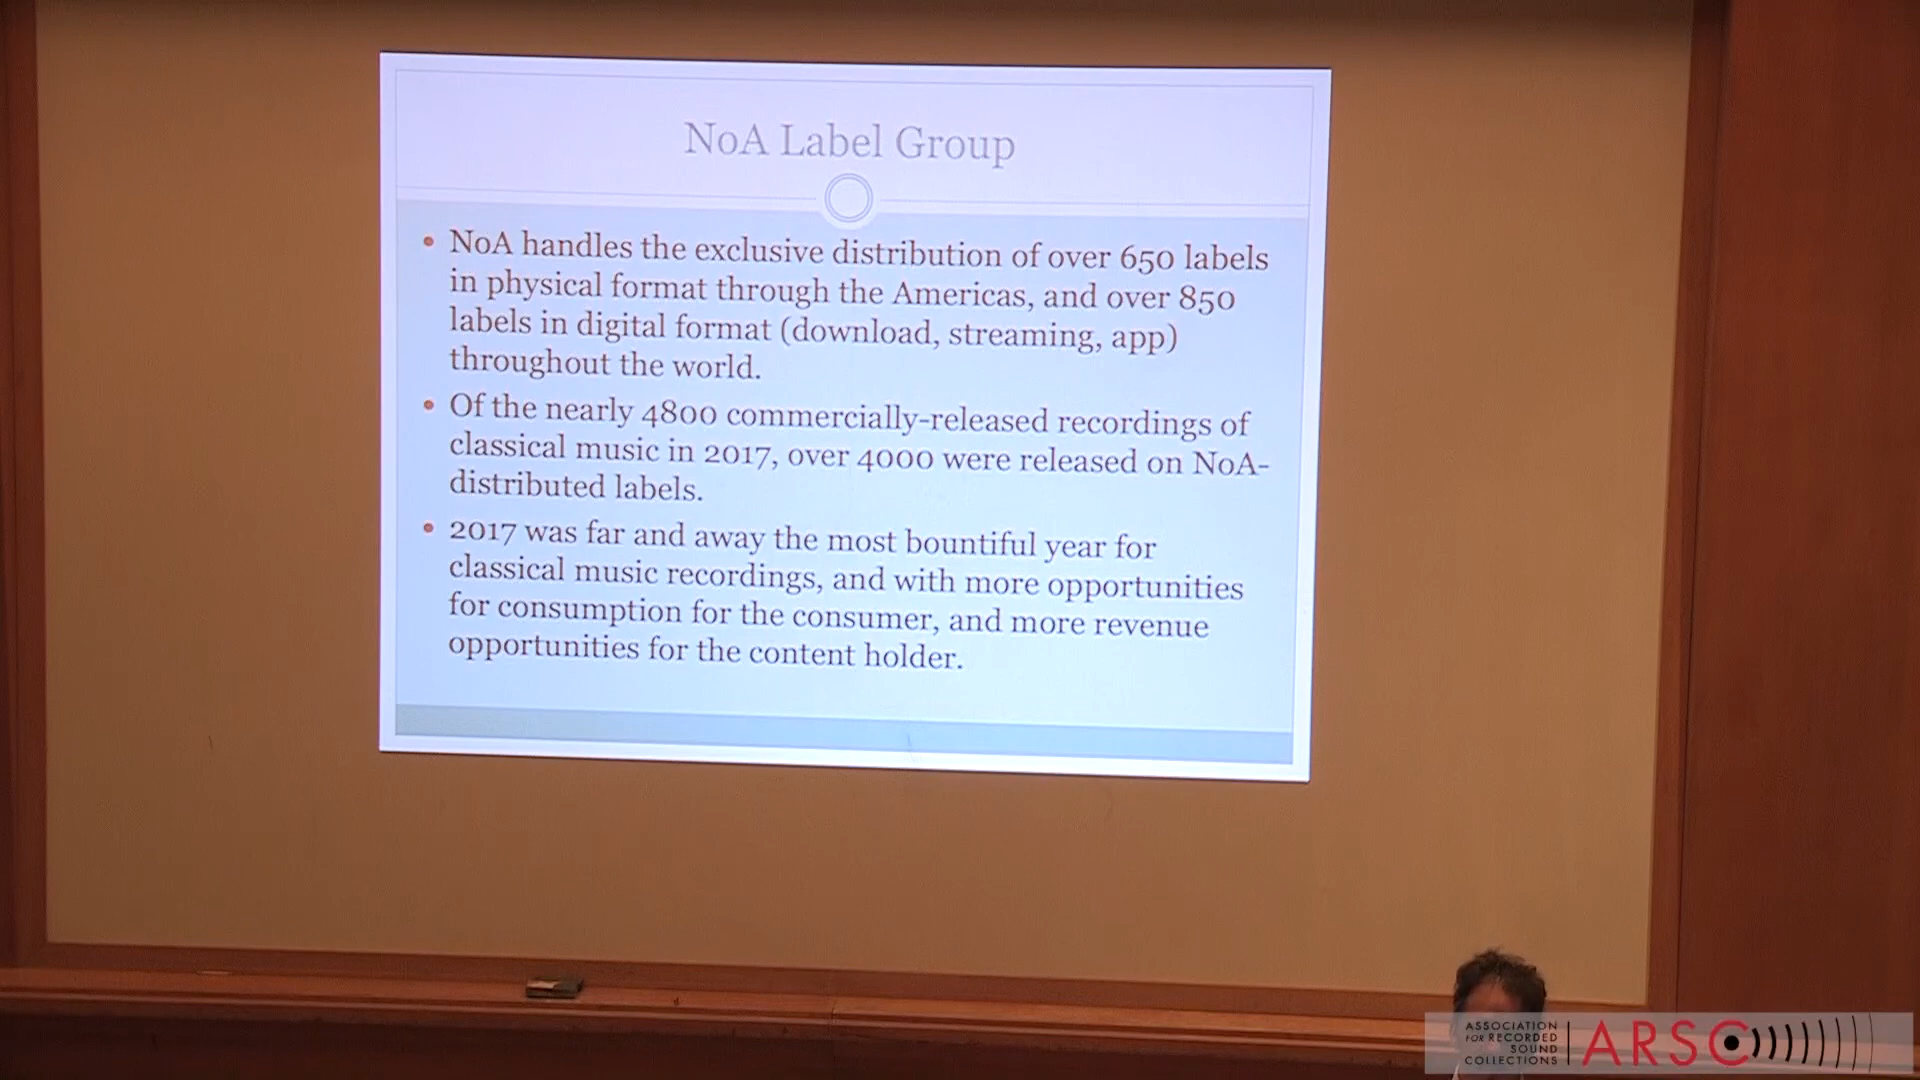 NoA Label Group
• NoA handles the exclusive distribution of over 650 labels
in physical format through the Americas, and over 850
labels in digital format (download, streaming, app)
throughout the world.
• Of the nearly 4800 commercially-released recordings of
classical music in 2017, over 4000 were released on NoA-
distributed labels.
• 2017 was far and away the most bountiful year for
classical music recordings, and with more opportunities
for consumption for the consumer, and more revenue
opportunities for the content holder.
ASSOCIATION
FOR RECORDED
SOUND
COLLECTIONS
ARSC